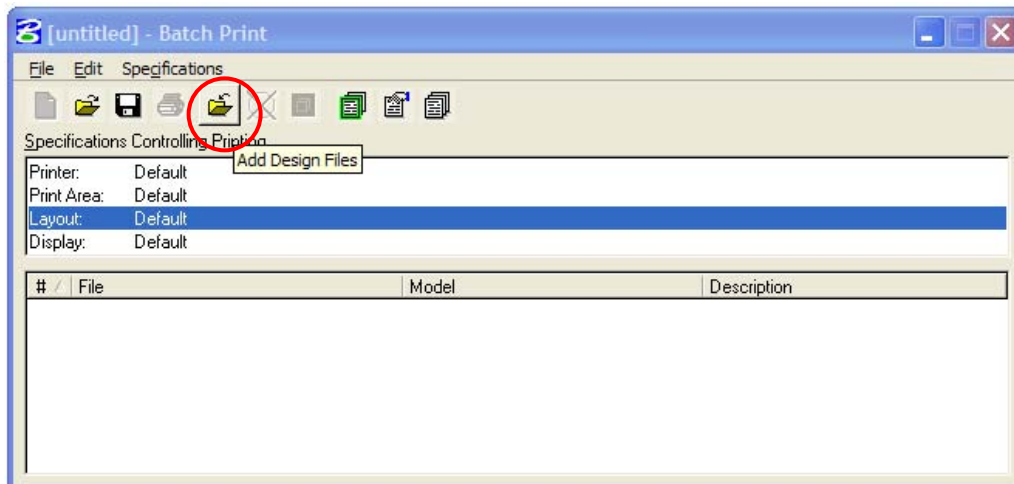 [untitled] - Batch Print
File Edit Specifications
Specifications Controlling Printing
Add Design Files
Printer: Default
Print Area: Default
Layout: Default
Display: Default
# File Model Description